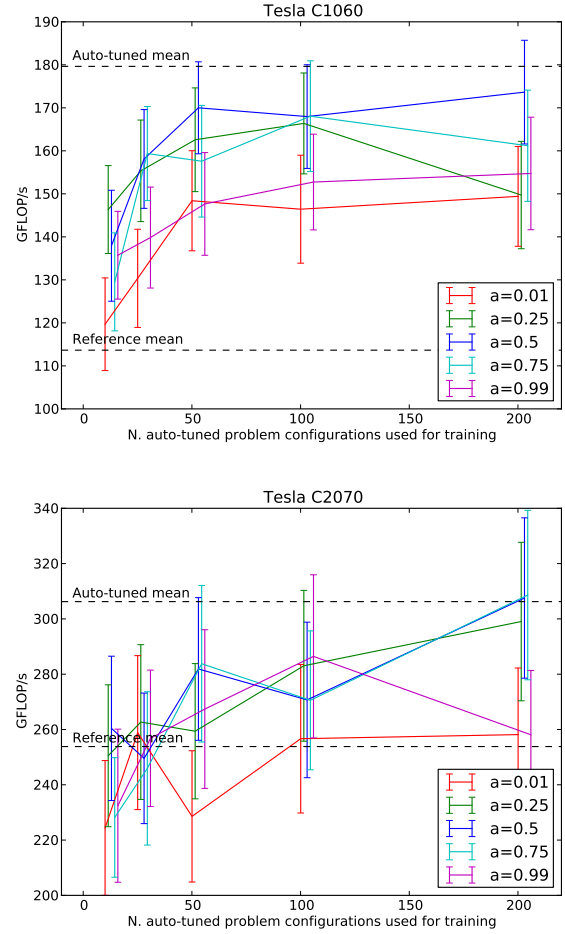 Tesla C1060
190
180
170
160
150
140
130
120
110
100
GFLOP/s
Auto-tuned mean
Reference mean
a=0.01
a=0.25
a=0.5
a=0.75
a=0.99
0 50 100 150 200
N. auto-tuned problem configurations used for training
Tesla C2070
340
320
300
280
260
240
220
200
GFLOP/s
Auto-tuned mean
Reference mean
a=0.01
a=0.25
a=0.5
a=0.75
a=0.99
0 50 100 150 200
N. auto-tuned problem configurations used for training